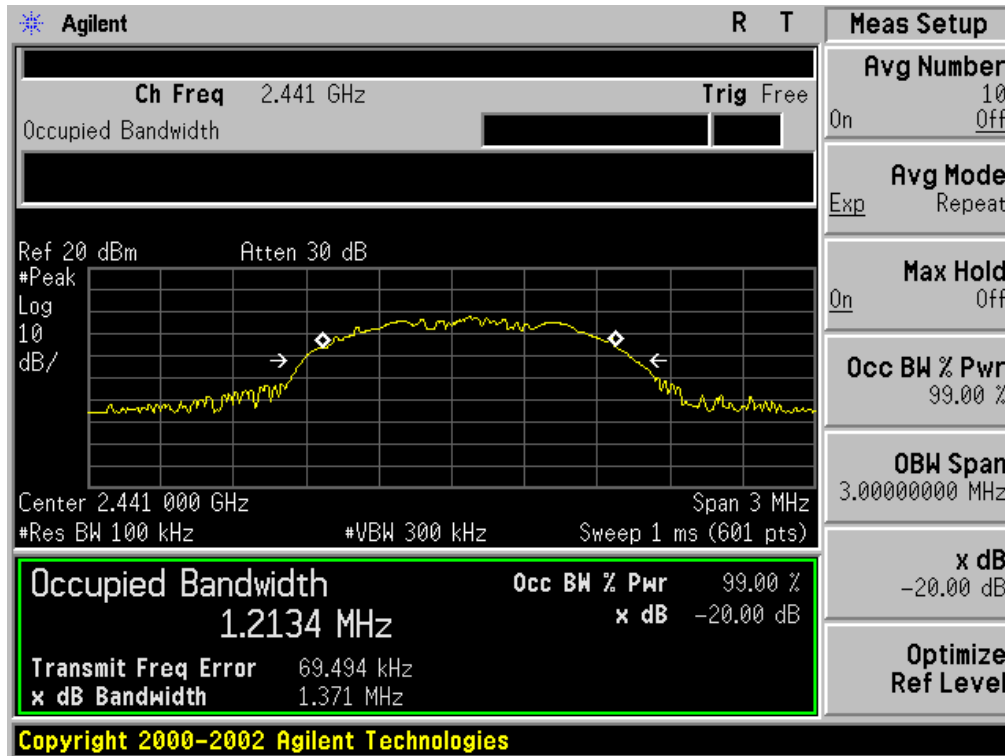 Agilent R T
Ch Freq 2.441 GHz Trig Free
Occupied Bandwidth
Ref 20 dBm Atten 30 dB
#Peak
Log
10
dB/
Center 2.441 000 GHz Span 3 MHz
#Res BW 100 kHz #VBW 300 kHz Sweep 1 ms (601 pts)
Occupied Bandwidth
1.2134 MHz
Occ BW % Pwr 99.00 %
x dB -20.00 dB
Transmit Freq Error 69.494 kHz
x dB Bandwidth 1.371 MHz
Copyright 2000-2002 Agilent Technologies
Meas Setup
Avg Number
10
On Off
Avg Mode
Exp Repeat
Max Hold
On Off
Occ BW % Pwr
99.00 %
OBW Span
3.00000000 MHz
x dB
-20.00 dB
Optimize
Ref Level